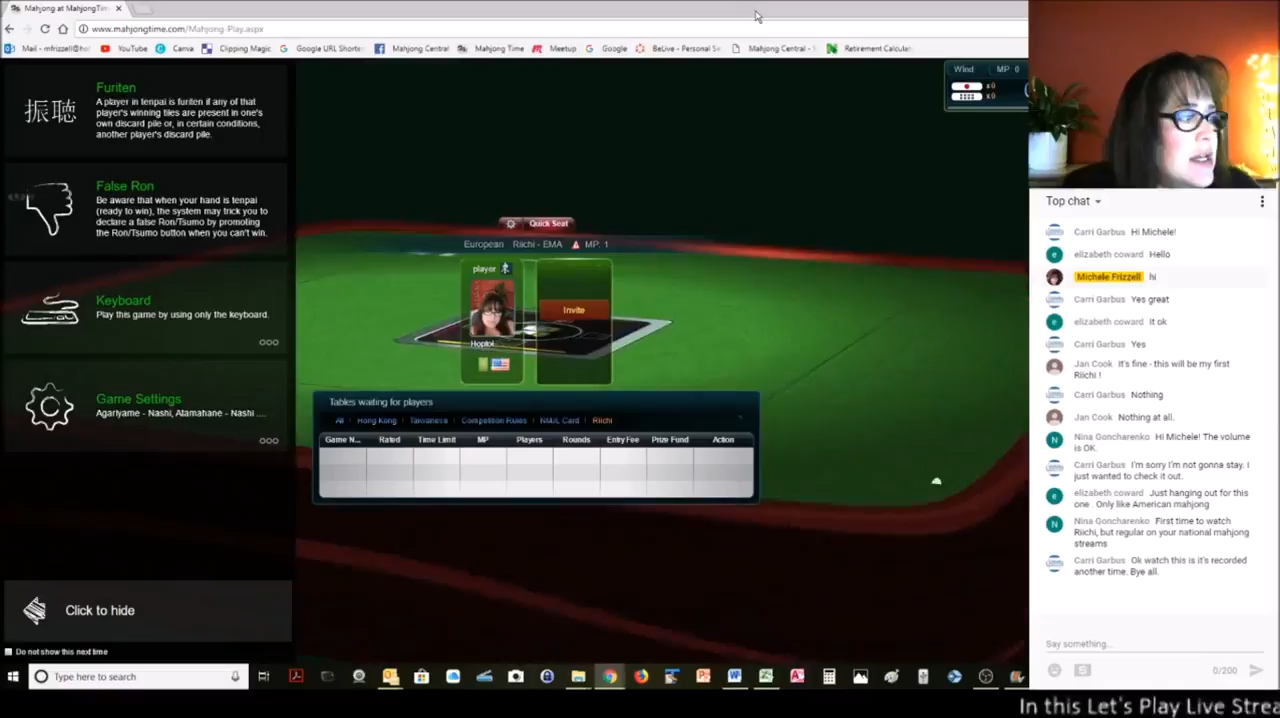 Mahjong at MahjongTime
www.mahjongtime.com/Mahjong-Play.aspx
Mail - mfrizzell@ho
YouTube
Canva
Clipping Magic
Google URL Shorte
Mahjong Central
Mahjong Time
Meetup
Google
BeLive - Personal Se
Mahjong Central - S
Retirement Calculat
振聴
Furiten
A player in tenpai is furiten if any of that
player's winning tiles are present in one's
own discard pile or, in certain conditions,
another player's discard pile.
False Ron
Be aware that when your hand is tenpai
(ready to win), the system may trick you to
declare a false Ron/Tsumo by promoting
the Ron/Tsumo button when you can't win.
Keyboard
Play this game by using only the keyboard.
Game Settings
Agariyame - Nashi, Atamahane - Nashi ....
Click to hide
Do not show this next time
Wind MP: 0
x0
x0
Quick Seat
European Riichi - EMA MP: 1
player
Invite
Hoptoi
Tables waiting for players
All Hong Kong Taiwanese Competition Rules NMJL Card Riichi
Game N... Rated Time Limit MP Players Rounds Entry Fee Prize Fund Action
Type here to search
Top chat
Carri Garbus Hi Michele!
elizabeth coward Hello
Michele Frizzell hi
Carri Garbus Yes great
elizabeth coward It ok
Carri Garbus Yes
Jan Cook It's fine - this will be my first
Riichi !
Carri Garbus Nothing
Jan Cook Nothing at all.
Nina Goncharenko Hi Michele! The volume
is OK.
Carri Garbus I'm sorry I'm not gonna stay. I
just wanted to check it out.
elizabeth coward Just hanging out for this
one . Only like American mahjong
Nina Goncharenko First time to watch
Riichi, but regular on your national mahjong
streams
Carri Garbus Ok watch this is it's recorded
another time. Bye all.
Say something...
0/200
In this Let's Play Live Strea